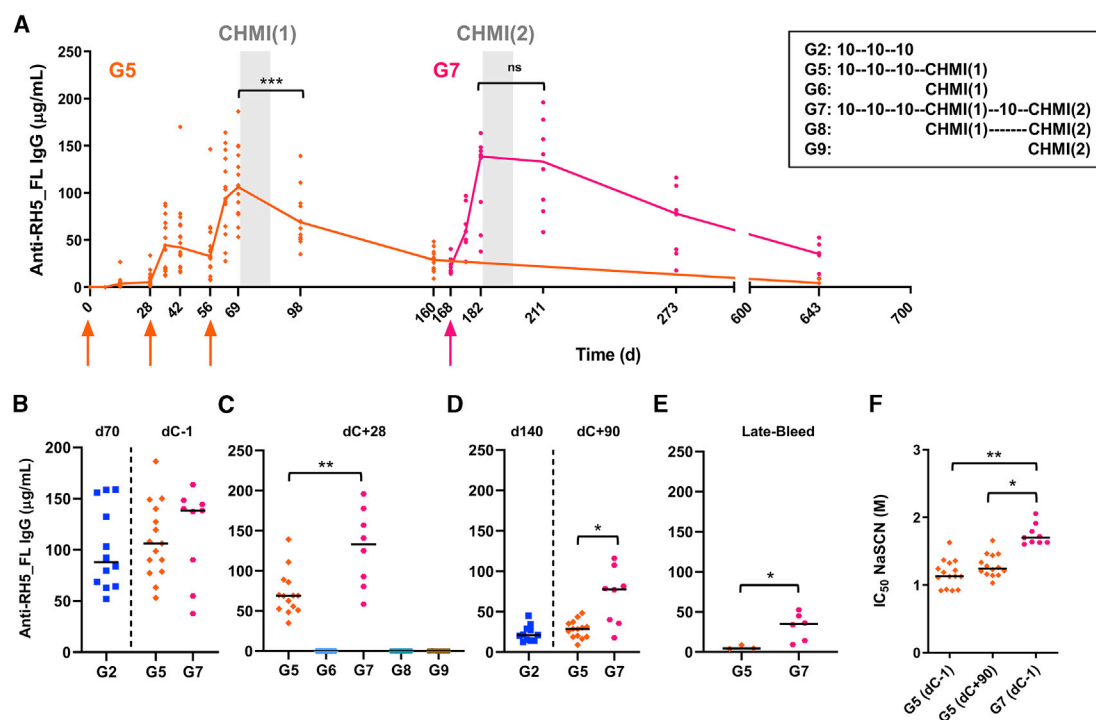 A
CHMI(1)
CHMI(2)
G5
G7
***
ns
Anti-RH5_FL IgG (µg/mL)
250
200
150
100
50
0
0
28
42
56
69
98
160
168
182
211
273
600
643
700
Time (d)
G2: 10--10--10
G5: 10--10--10--CHMI(1)
G6: CHMI(1)
G7: 10--10--10--CHMI(1)--10--CHMI(2)
G8: CHMI(1)-------CHMI(2)
G9: CHMI(2)
B
d70
dC-1
Anti-RH5_FL IgG (µg/mL)
200
150
100
50
0
G2
G5
G7
C
dC+28
**
250
200
150
100
50
0
G5
G6
G7
G8
G9
D
d140
dC+90
*
250
200
150
100
50
0
G2
G5
G7
E
Late-Bleed
*
250
200
150
100
50
0
G5
G7
F
**
*
IC50 NaSCN (M)
3
2
1
0
G5 (dC-1)
G5 (dC+90)
G7 (dC-1)